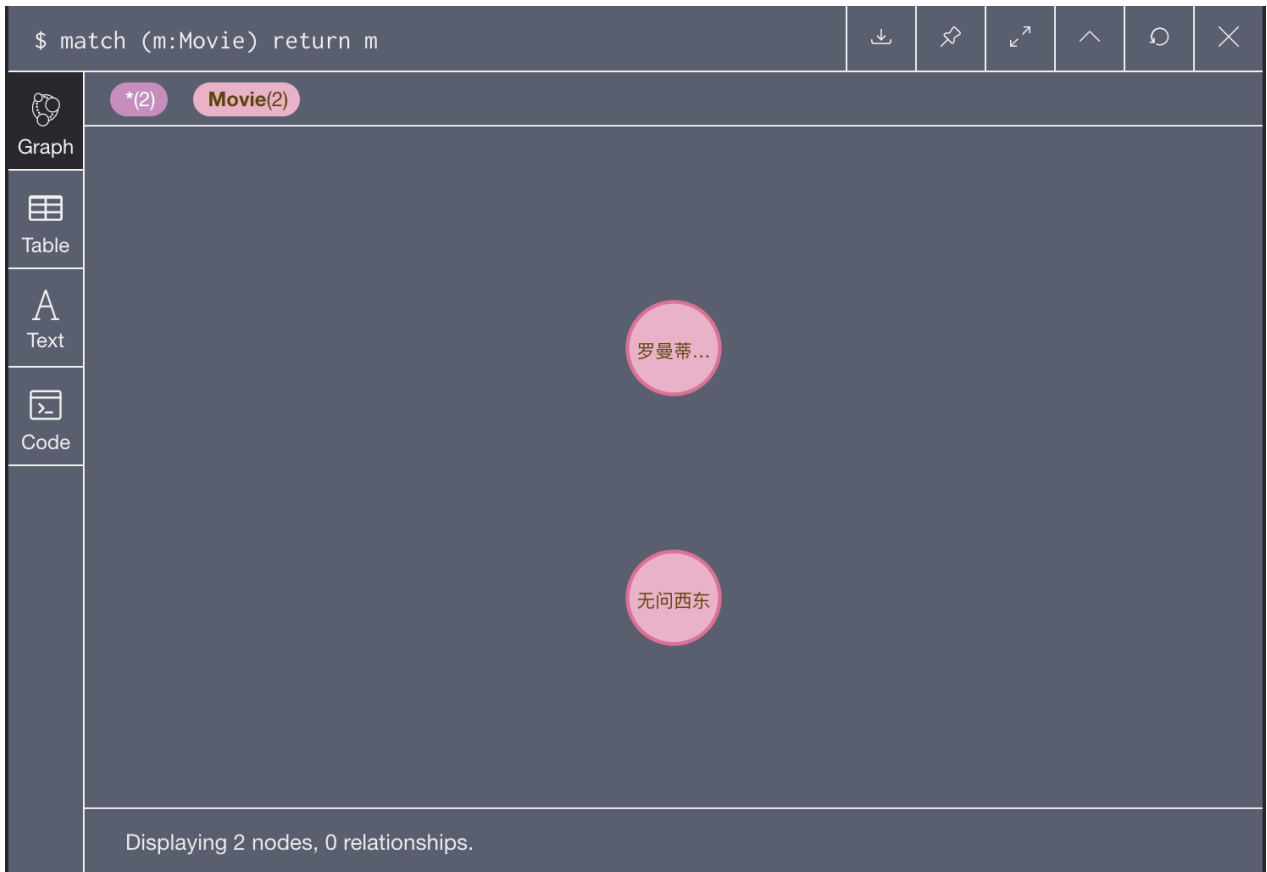 $ match (m:Movie) return m
*(2) Movie(2)
Graph
Table
A
Text
Code
罗曼蒂...
无问西东
Displaying 2 nodes, 0 relationships.